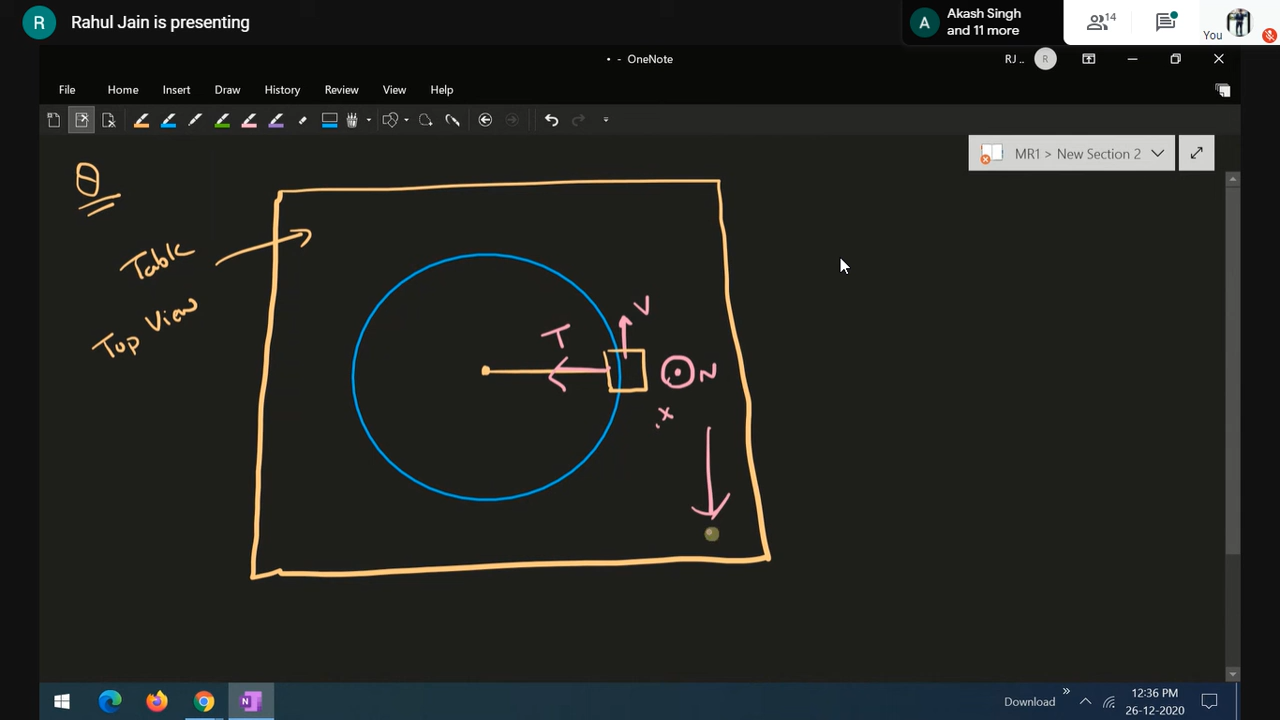 R Rahul Jain is presenting
A Akash Singh
and 11 more
14
You
• - OneNote
RJ .. R
File Home Insert Draw History Review View Help
MR1 > New Section 2
Table
Top View
V
T
N
x
Download
12:36 PM
26-12-2020